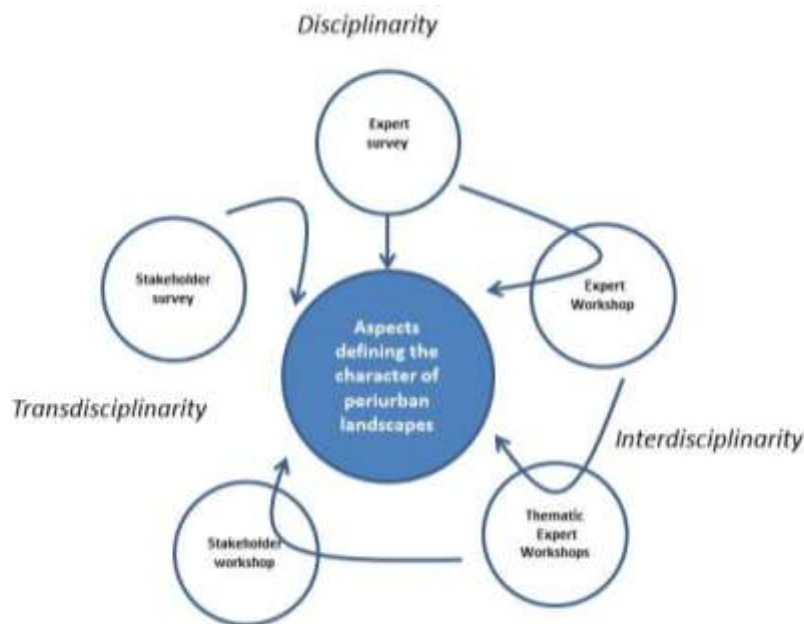 Disciplinarity
Expert
survey
Stakeholder
survey
Expert
Workshop
Aspects
defining the
character of
periurban
landscapes
Transdisciplinarity
Interdisciplinarity
Stakeholder
workshop
Thematic
Expert
Workshops